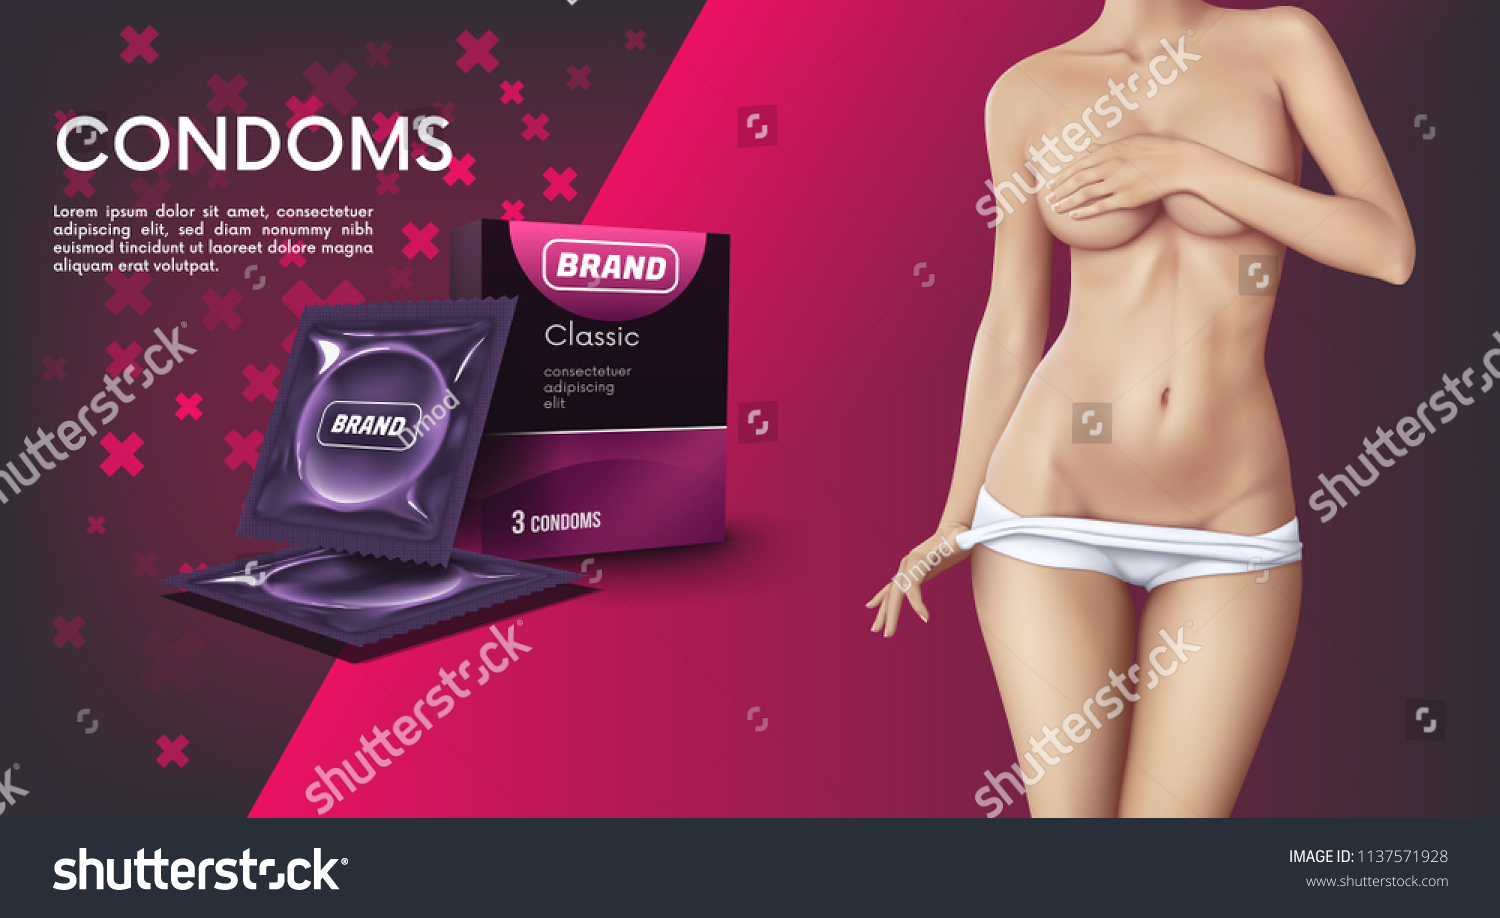 CONDOMS
Lorem ipsum dolor sit amet, consectetuer
adipiscing elit, sed diam nonummy nibh
euismod tincidunt ut laoreet dolore magna
aliquam erat volutpat.
BRAND
Classic
consectetuer
adipiscing
elit
3 CONDOMS
BRAND
shutterstock
shutterstock
shutterstock
shutterstock
shutterstock
Dmod
Dmod
shutterstock
IMAGE ID: 1137571928
www.shutterstock.com